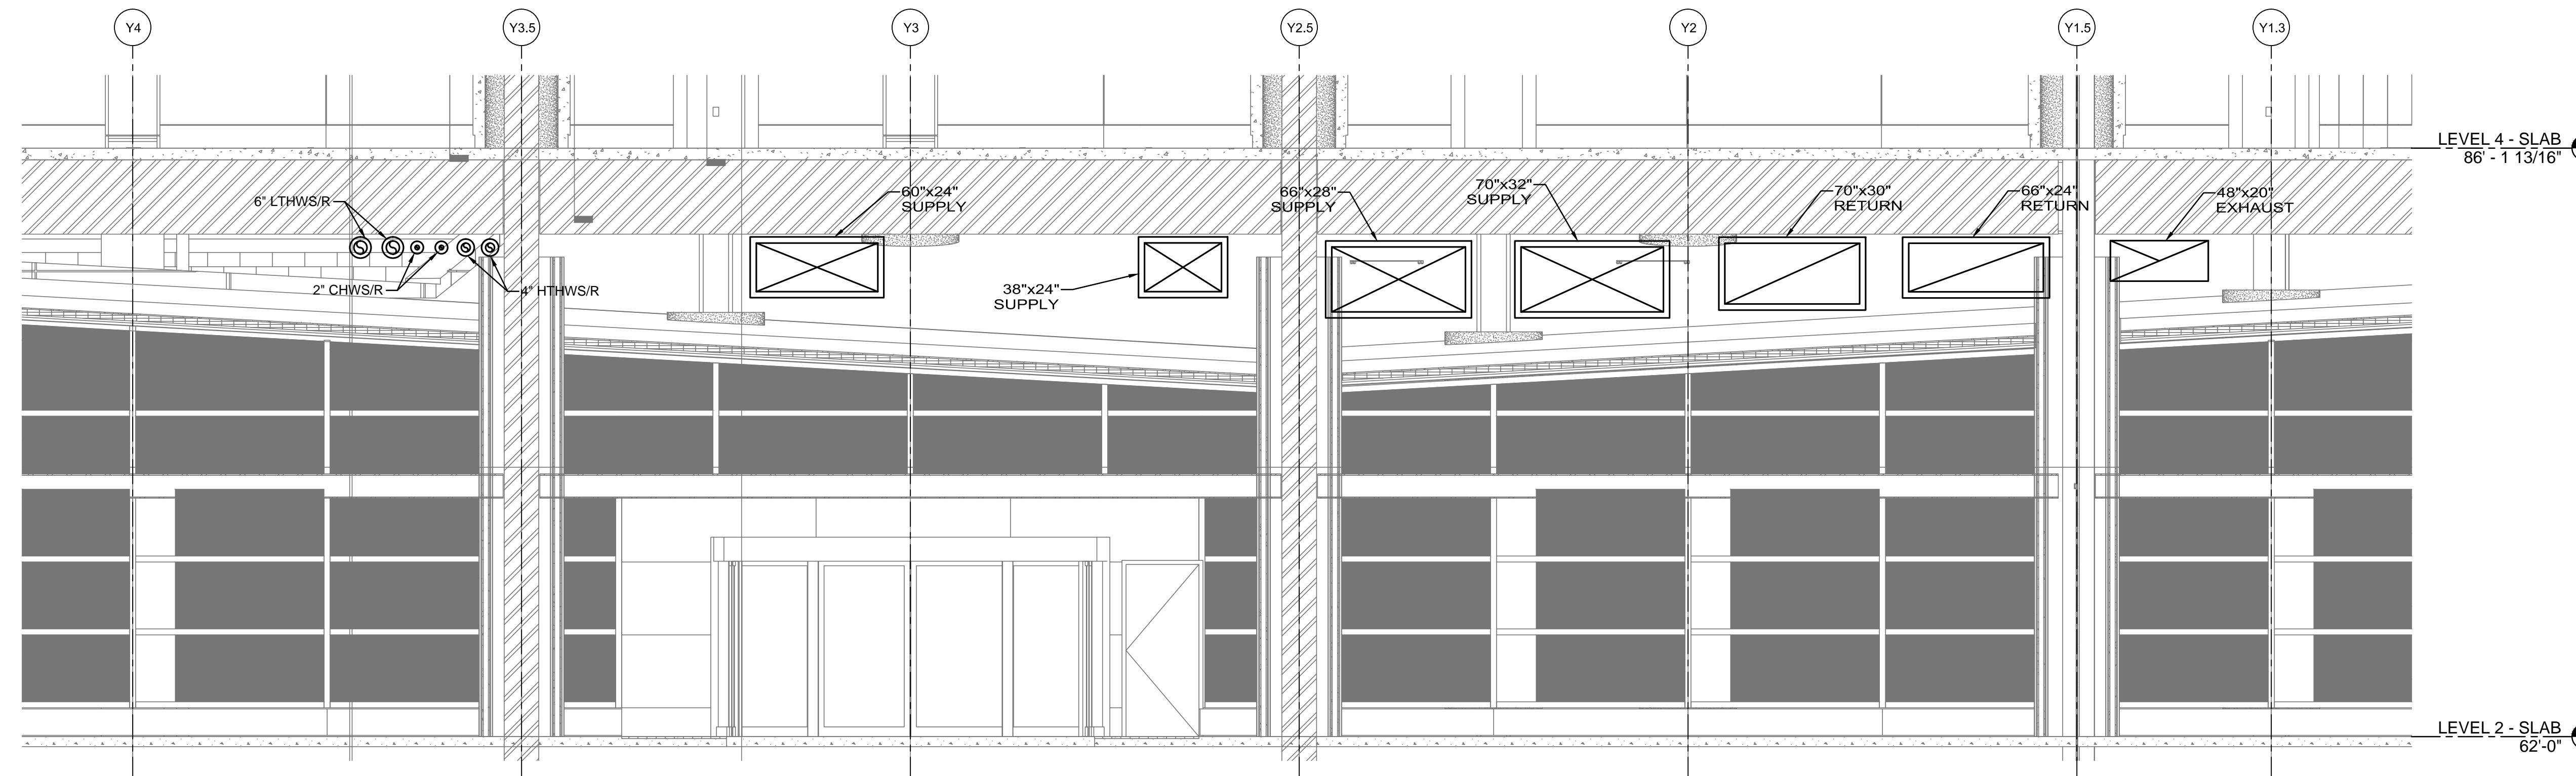 Y4
Y3.5
Y3
Y2.5
Y2
Y1.5
Y1.3
LEVEL 4 - SLAB
86' - 1 13/16"
6" LTHWS/R
60"x24"
SUPPLY
66"x28"
SUPPLY
70"x32"
SUPPLY
70"x30"
RETURN
66"x24"
RETURN
48"x20"
EXHAUST
2" CHWS/R
4" HTHWS/R
38"x24"
SUPPLY
LEVEL 2 - SLAB
62'-0"